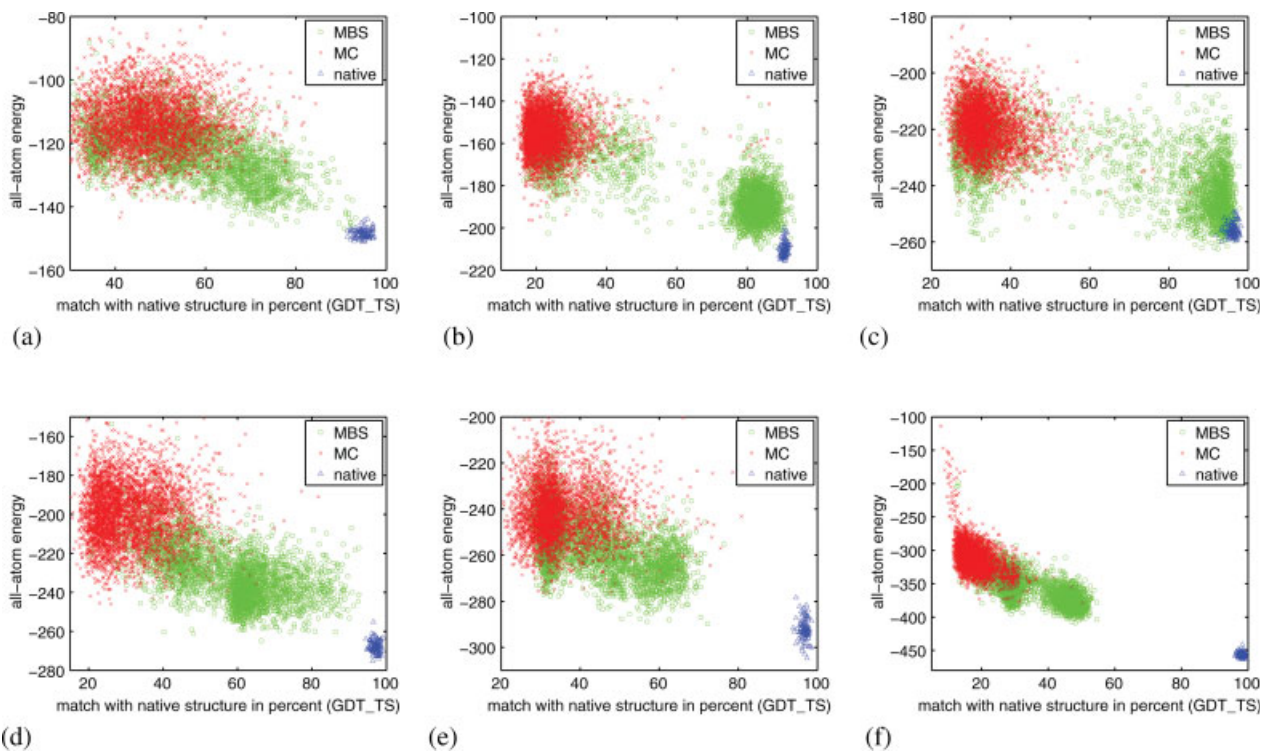 −80
−100
−120
−140
−160
40
60
80
100
all−atom energy
match with native structure in percent (GDT_TS)
MBS
MC
native
(a)
−100
−120
−140
−160
−180
−200
−220
20
40
60
80
100
all−atom energy
match with native structure in percent (GDT_TS)
MBS
MC
native
(b)
−180
−200
−220
−240
−260
20
40
60
80
100
all−atom energy
match with native structure in percent (GDT_TS)
MBS
MC
native
(c)
−160
−180
−200
−220
−240
−260
−280
20
40
60
80
100
all−atom energy
match with native structure in percent (GDT_TS)
MBS
MC
native
(d)
−200
−220
−240
−260
−280
−300
20
40
60
80
100
all−atom energy
match with native structure in percent (GDT_TS)
MBS
MC
native
(e)
−100
−150
−200
−250
−300
−350
−400
−450
20
40
60
80
100
all−atom energy
match with native structure in percent (GDT_TS)
MBS
MC
native
(f)